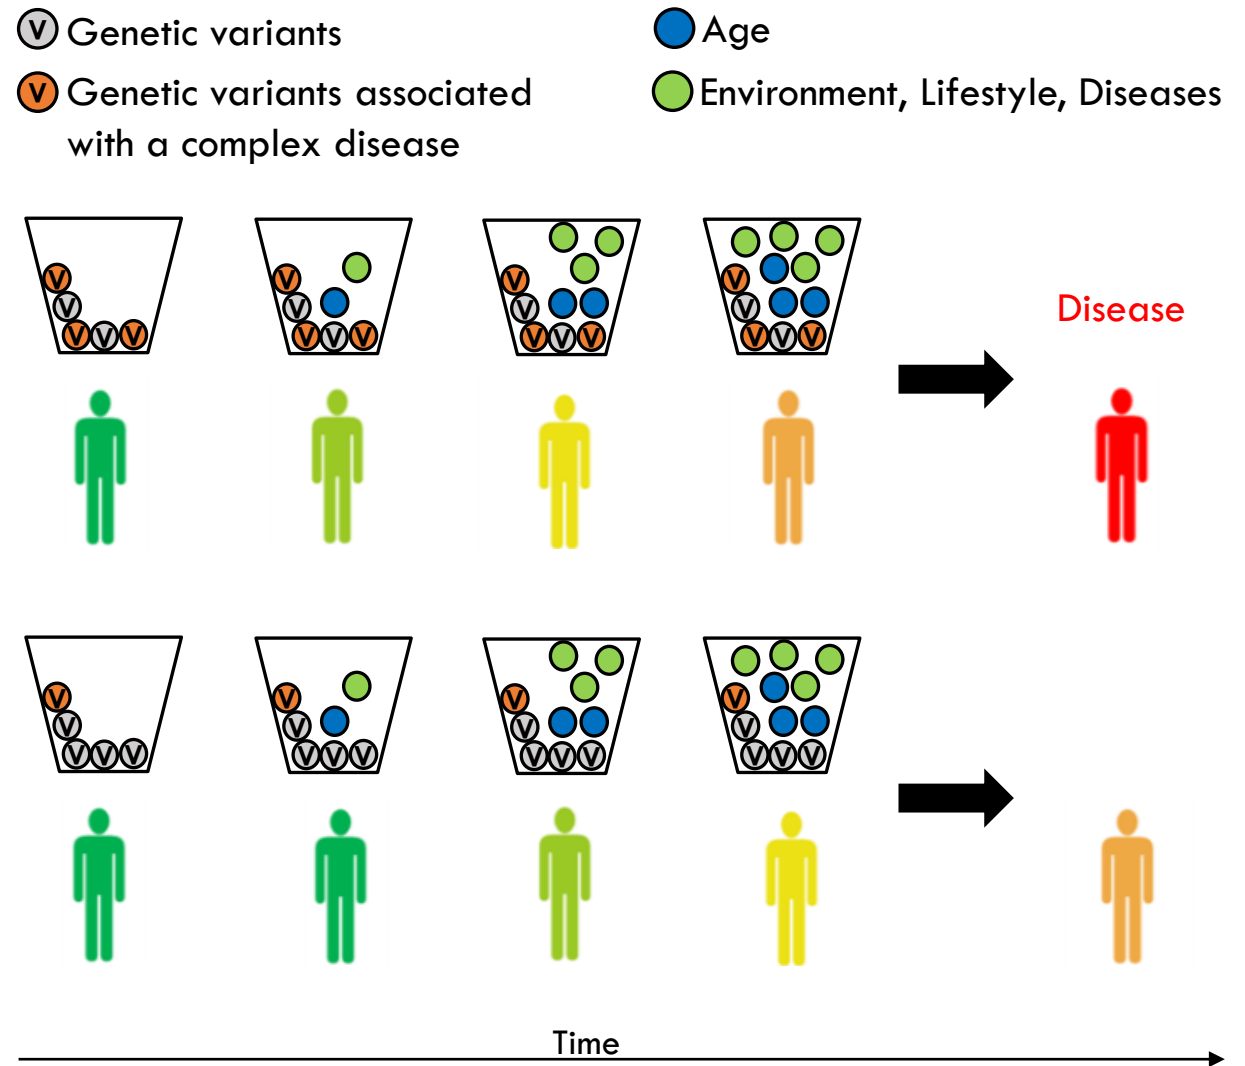 V Genetic variants
Age
V Genetic variants associated
with a complex disease
Environment, Lifestyle, Diseases
V V V V V
V V V V V
V V V V V
V V V V V
Disease
V V V V V
V V V V V
V V V V V
V V V V V
Time